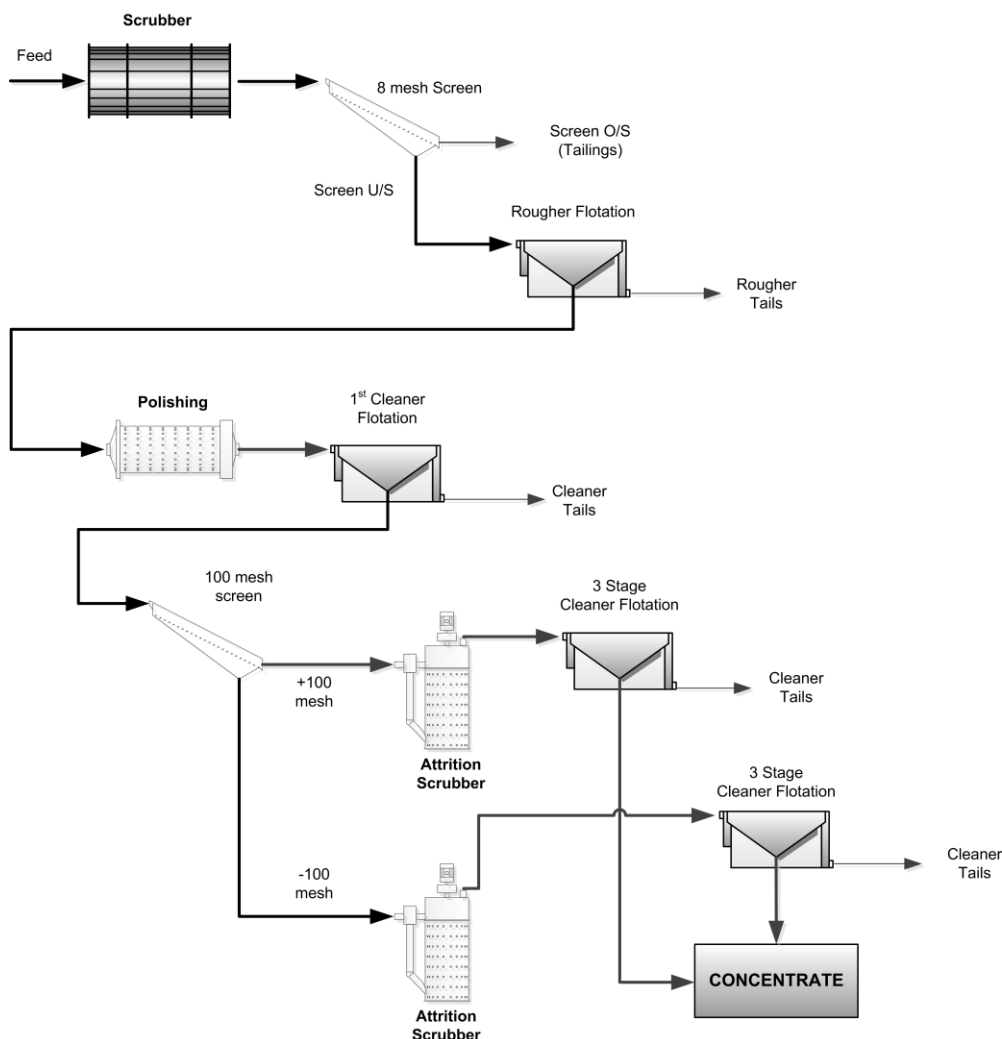 Scrubber
Feed
8 mesh Screen
Screen O/S
(Tailings)
Screen U/S
Rougher Flotation
Rougher
Tails
Polishing
1st Cleaner
Flotation
Cleaner
Tails
100 mesh
screen
3 Stage
Cleaner Flotation
+100
mesh
Cleaner
Tails
Attrition
Scrubber
3 Stage
Cleaner Flotation
-100
mesh
Cleaner
Tails
CONCENTRATE
Attrition
Scrubber